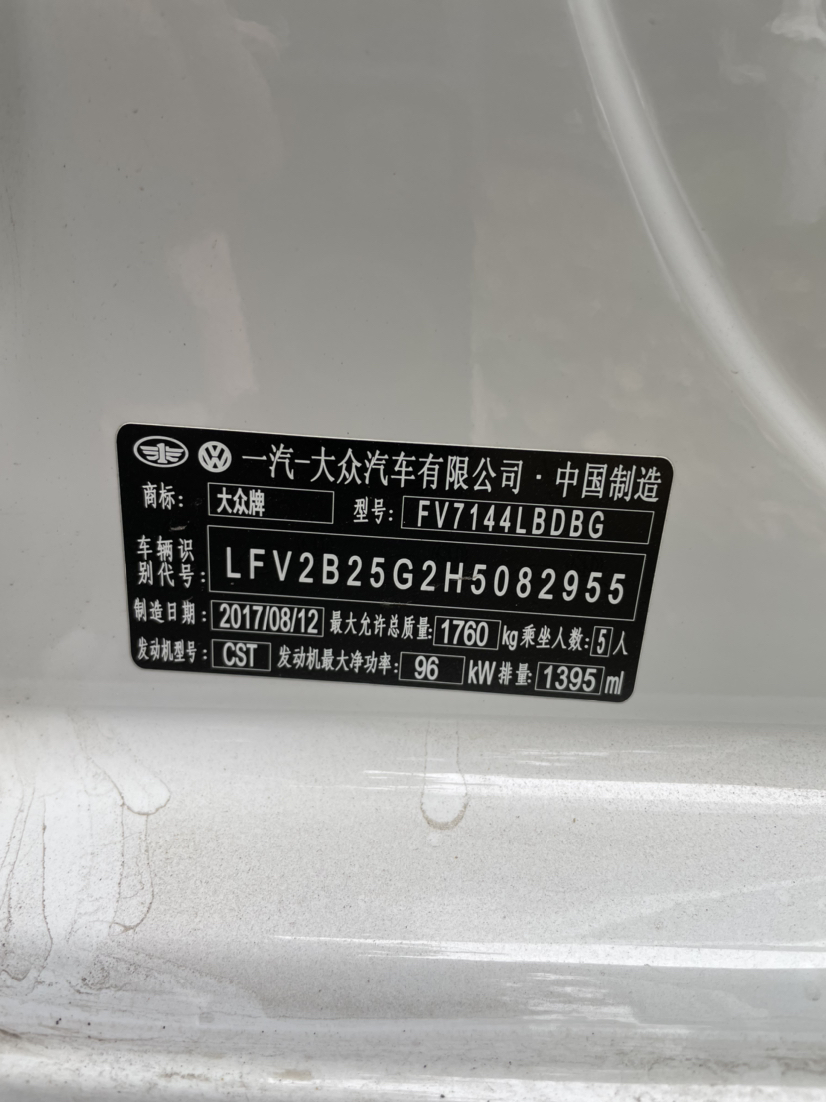 一汽-大众汽车有限公司·中国制造
商标: 大众牌 型号: FV7144LBDBG
车辆识别代号: LFV2B25G2H5082955
制造日期: 2017/08/12 最大允许总质量: 1760 kg 乘坐人数: 5 人
发动机型号: CST 发动机最大净功率: 96 kW 排量: 1395 ml